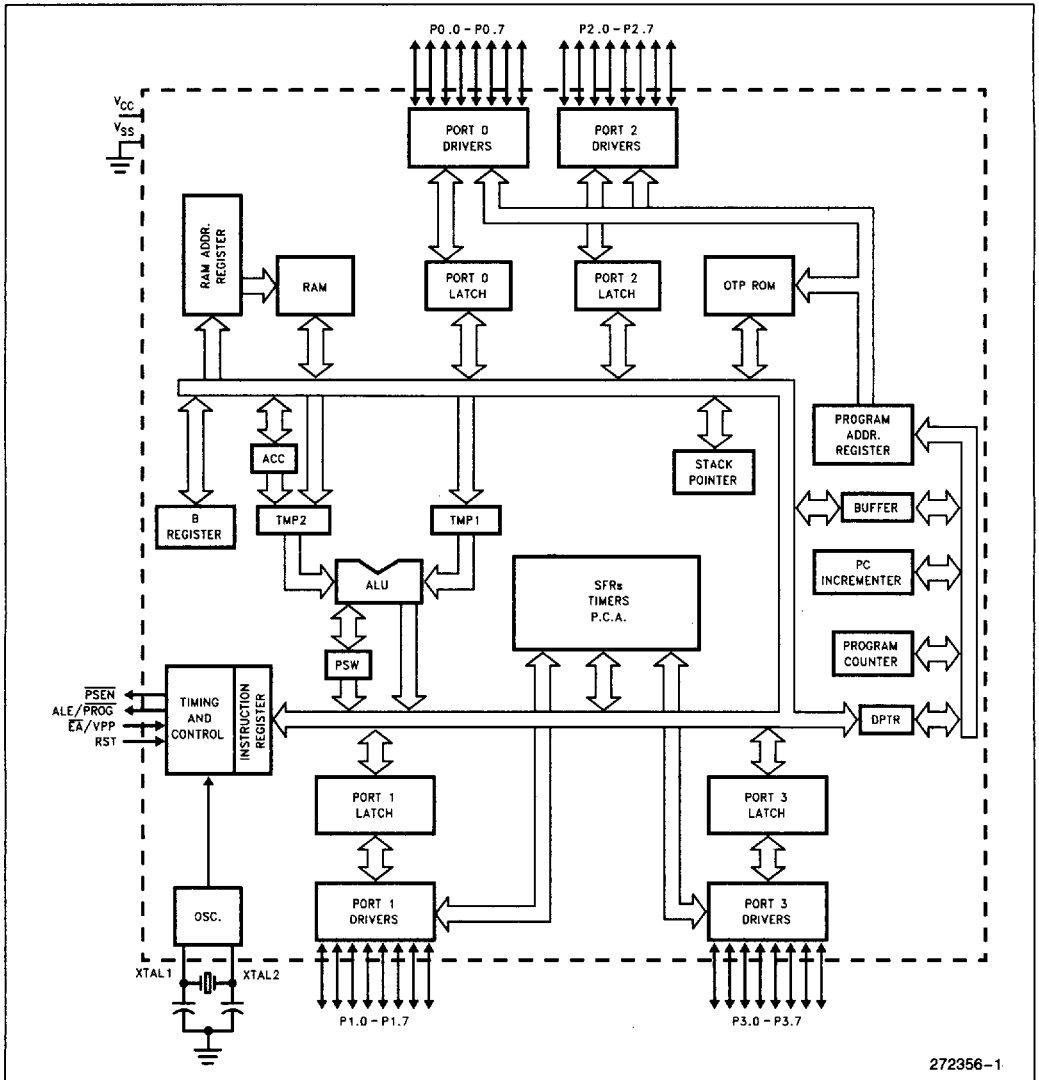 P0.0-P0.7
P2.0-P2.7
VCC
VSS
PORT 0
DRIVERS
PORT 2
DRIVERS
RAM ADDR.
REGISTER
RAM
PORT 0
LATCH
PORT 2
LATCH
OTP ROM
PROGRAM
ADDR.
REGISTER
ACC
STACK
POINTER
B
REGISTER
TMP2
TMP1
BUFFER
ALU
SFRs
TIMERS
P.C.A.
PC
INCREMENTER
PSW
PROGRAM
COUNTER
PSEN
ALE/PROG
EA/VPP
RST
TIMING
AND
CONTROL
INSTRUCTION
REGISTER
DPTR
PORT 1
LATCH
PORT 3
LATCH
OSC.
PORT 1
DRIVERS
PORT 3
DRIVERS
XTAL1
XTAL2
P1.0-P1.7
P3.0-P3.7
272356-1